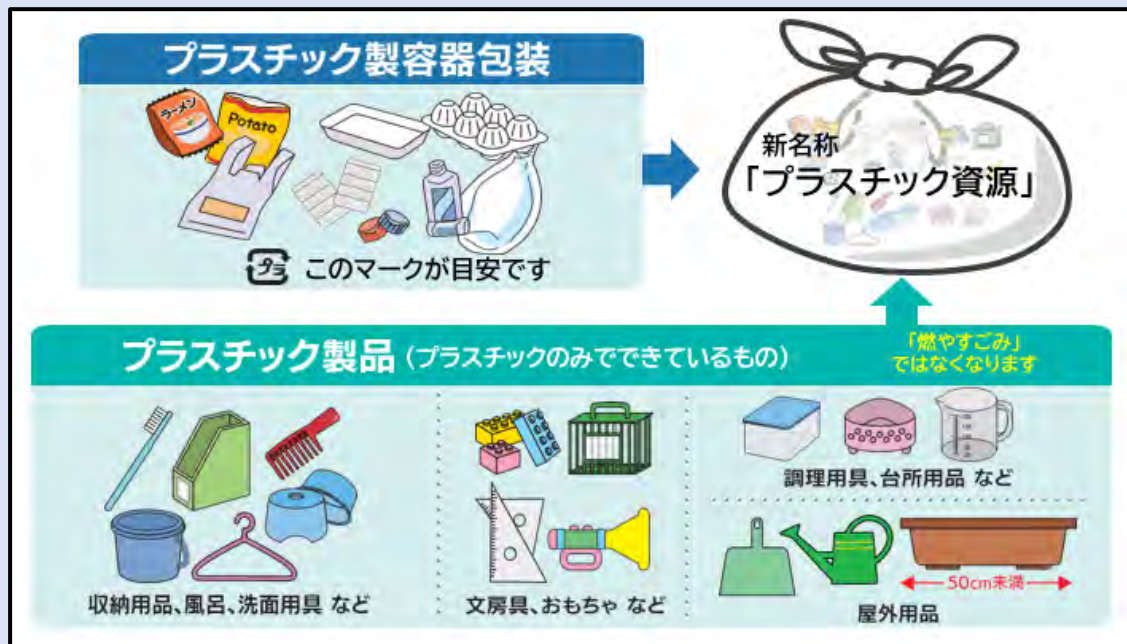 プラスチック製容器包装
ラーメン
Potato
プラ このマークが目安です
新名称
「プラスチック資源」
プラスチック製品（プラスチックのみでできているもの）
「燃やすごみ」
ではなくなります
収納用品、風呂、洗面用具 など
文房具、おもちゃ など
調理用具、台所用品 など
50cm未満
屋外用品